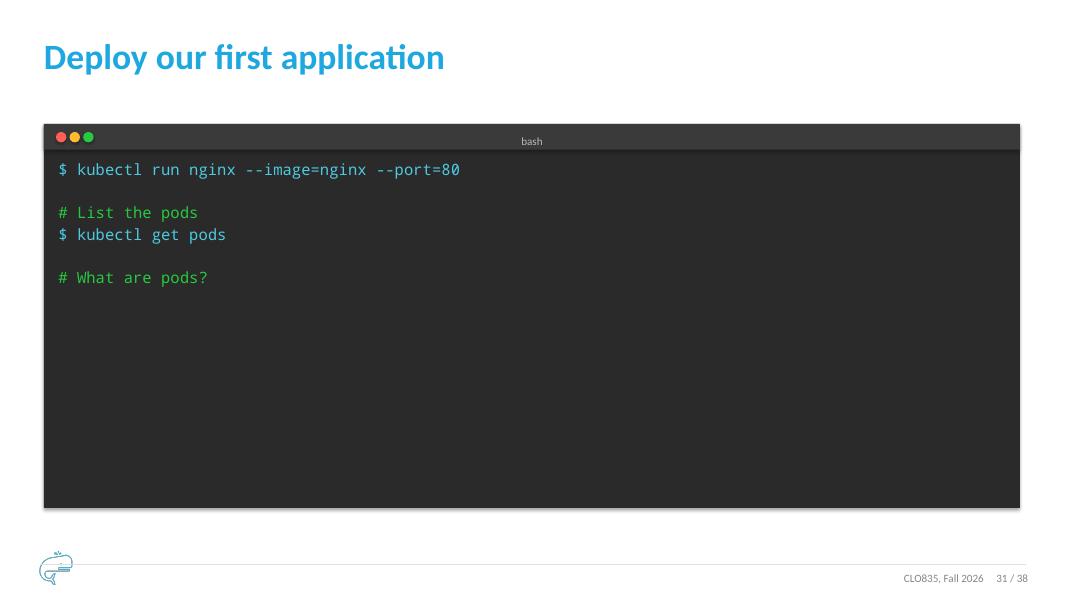 Deploy our first application
bash
$ kubectl run nginx --image=nginx --port=80
# List the pods
$ kubectl get pods
# What are pods?
CLO835, Fall 2026 31 / 38